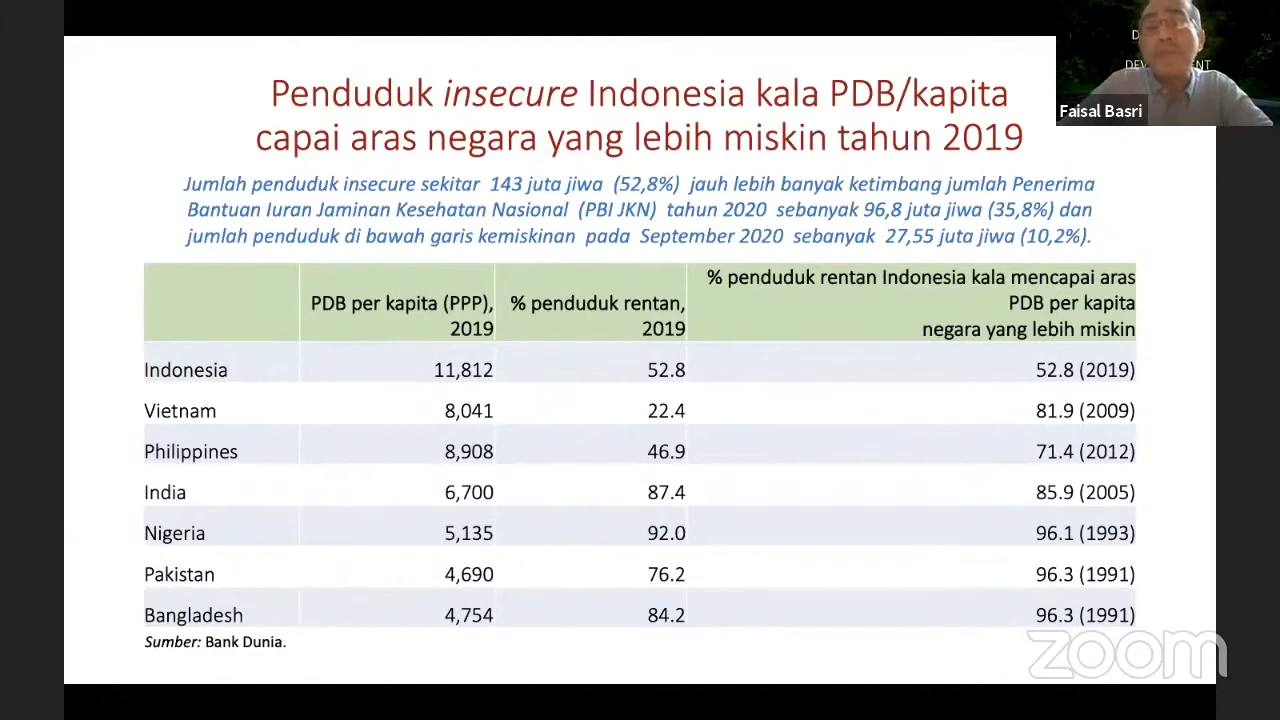 Penduduk insecure Indonesia kala PDB/kapita
capai aras negara yang lebih miskin tahun 2019
Faisal Basri
Jumlah penduduk insecure sekitar 143 juta jiwa (52,8%) jauh lebih banyak ketimbang jumlah Penerima
Bantuan Iuran Jaminan Kesehatan Nasional (PBI JKN) tahun 2020 sebanyak 96,8 juta jiwa (35,8%) dan
jumlah penduduk di bawah garis kemiskinan pada September 2020 sebanyak 27,55 juta jiwa (10,2%).
PDB per kapita (PPP), 2019
% penduduk rentan, 2019
% penduduk rentan Indonesia kala mencapai aras
PDB per kapita
negara yang lebih miskin
Indonesia 11,812 52.8 52.8 (2019)
Vietnam 8,041 22.4 81.9 (2009)
Philippines 8,908 46.9 71.4 (2012)
India 6,700 87.4 85.9 (2005)
Nigeria 5,135 92.0 96.1 (1993)
Pakistan 4,690 76.2 96.3 (1991)
Bangladesh 4,754 84.2 96.3 (1991)
Sumber: Bank Dunia.
zoom